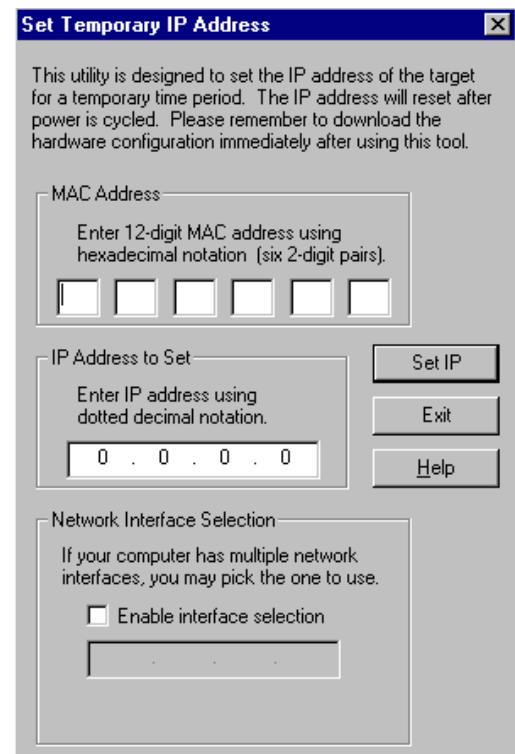 Set Temporary IP Address
This utility is designed to set the IP address of the target
for a temporary time period. The IP address will reset after
power is cycled. Please remember to download the
hardware configuration immediately after using this tool.
MAC Address
Enter 12-digit MAC address using
hexadecimal notation (six 2-digit pairs).
IP Address to Set
Enter IP address using
dotted decimal notation.
0 . 0 . 0 . 0
Set IP
Exit
Help
Network Interface Selection
If your computer has multiple network
interfaces, you may pick the one to use.
Enable interface selection
. . .